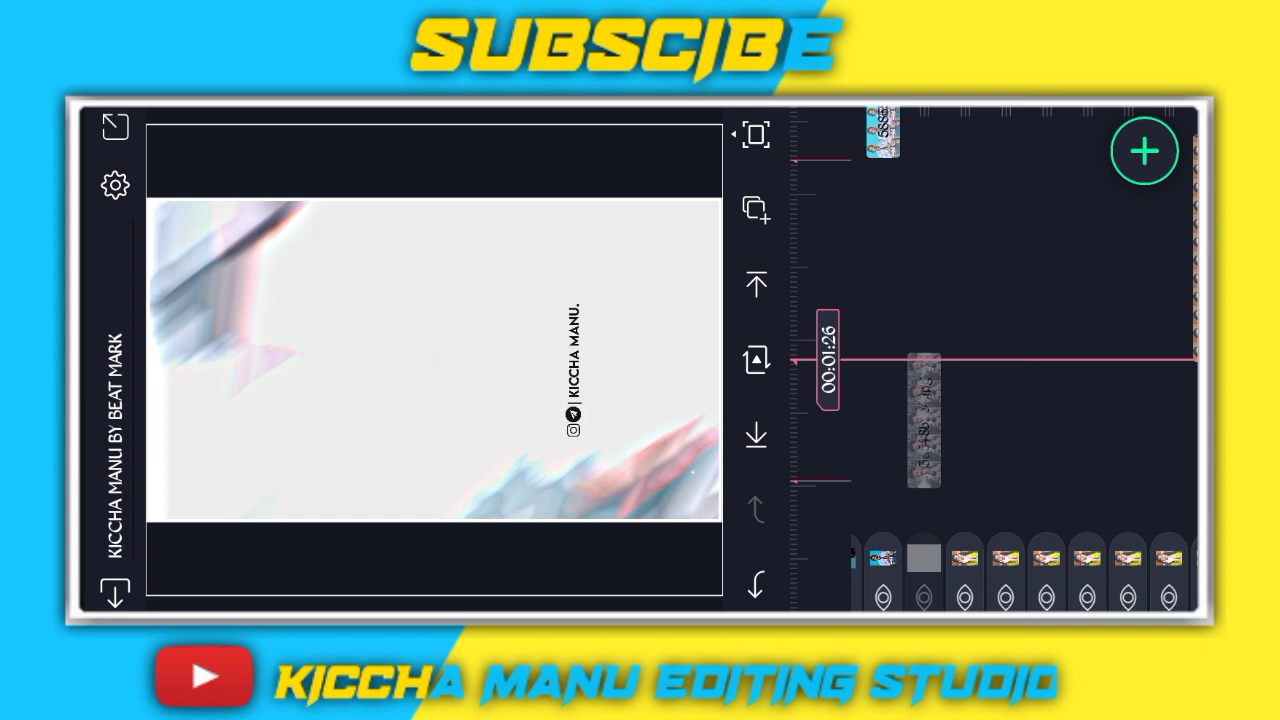 SUBSCIBE
KICCHA MANU BY BEAT MARK
| KICCHA MANU.
00:01:26
KICCHA MANU EDITING STUDIO